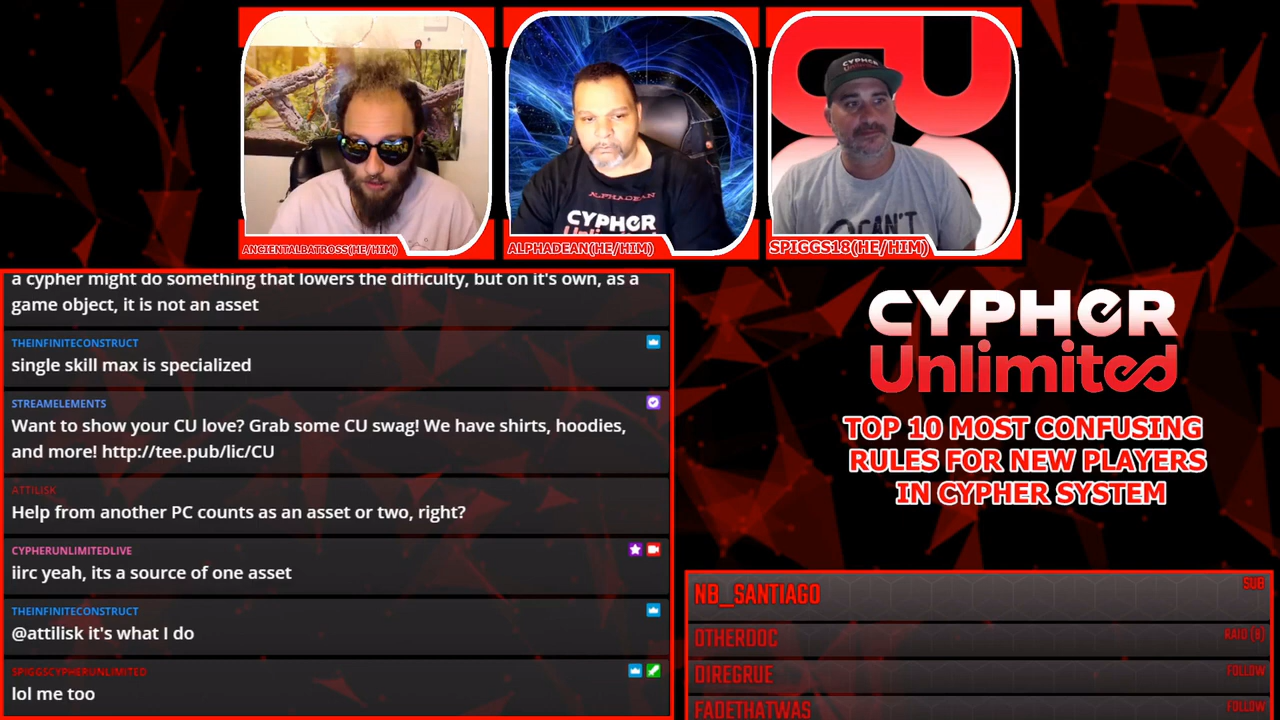 CYPHER
Unlimited
ALPHADEAN
CYPHER
CAN'T
ANCIENTALBATROSS(HE/HIM)
ALPHADEAN(HE/HIM)
SPIGGS18(HE/HIM)
a cypher might do something that lowers the difficulty, but on it's own, as a
game object, it is not an asset
THEINFINITECONSTRUCT
single skill max is specialized
STREAMELEMENTS
Want to show your CU love? Grab some CU swag! We have shirts, hoodies,
and more! http://tee.pub/lic/CU
ATTILISK
Help from another PC counts as an asset or two, right?
CYPHERUNLIMITEDLIVE
iirc yeah, its a source of one asset
THEINFINITECONSTRUCT
@attilisk it's what I do
SPIGGSCYPHERUNLIMITED
lol me too
CYPHER
Unlimited
TOP 10 MOST CONFUSING
RULES FOR NEW PLAYERS
IN CYPHER SYSTEM
NB_SANTIAGO SUB
OTHERDOC RAID (8)
DIREGRUE FOLLOW
FADETHATWAS FOLLOW